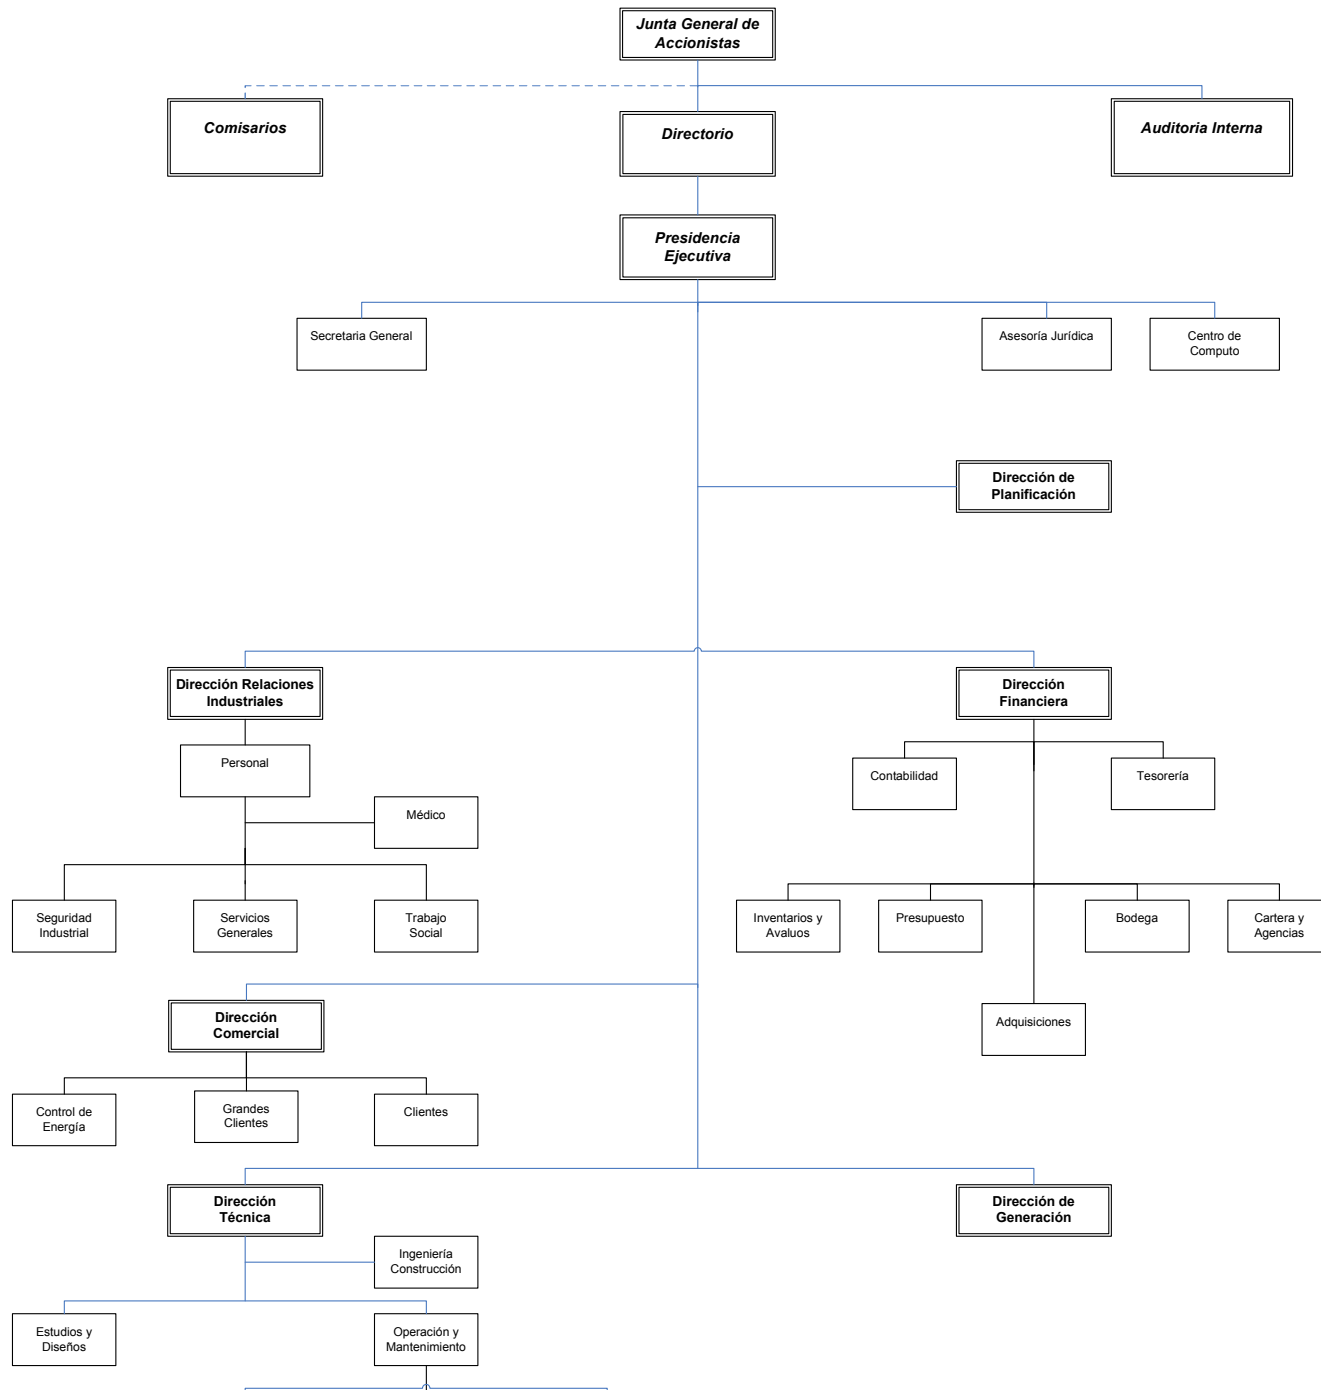 Junta General de
Accionistas
Comisarios
Directorio
Auditoria Interna
Presidencia
Ejecutiva
Secretaria General
Asesoría Jurídica
Centro de
Computo
Dirección de
Planificación
Dirección Relaciones
Industriales
Dirección
Financiera
Personal
Contabilidad
Tesorería
Médico
Seguridad
Industrial
Servicios
Generales
Trabajo
Social
Inventarios y
Avaluos
Presupuesto
Bodega
Cartera y
Agencias
Dirección
Comercial
Adquisiciones
Control de
Energía
Grandes
Clientes
Clientes
Dirección
Técnica
Dirección de
Generación
Ingeniería
Construcción
Estudios y
Diseños
Operación y
Mantenimiento